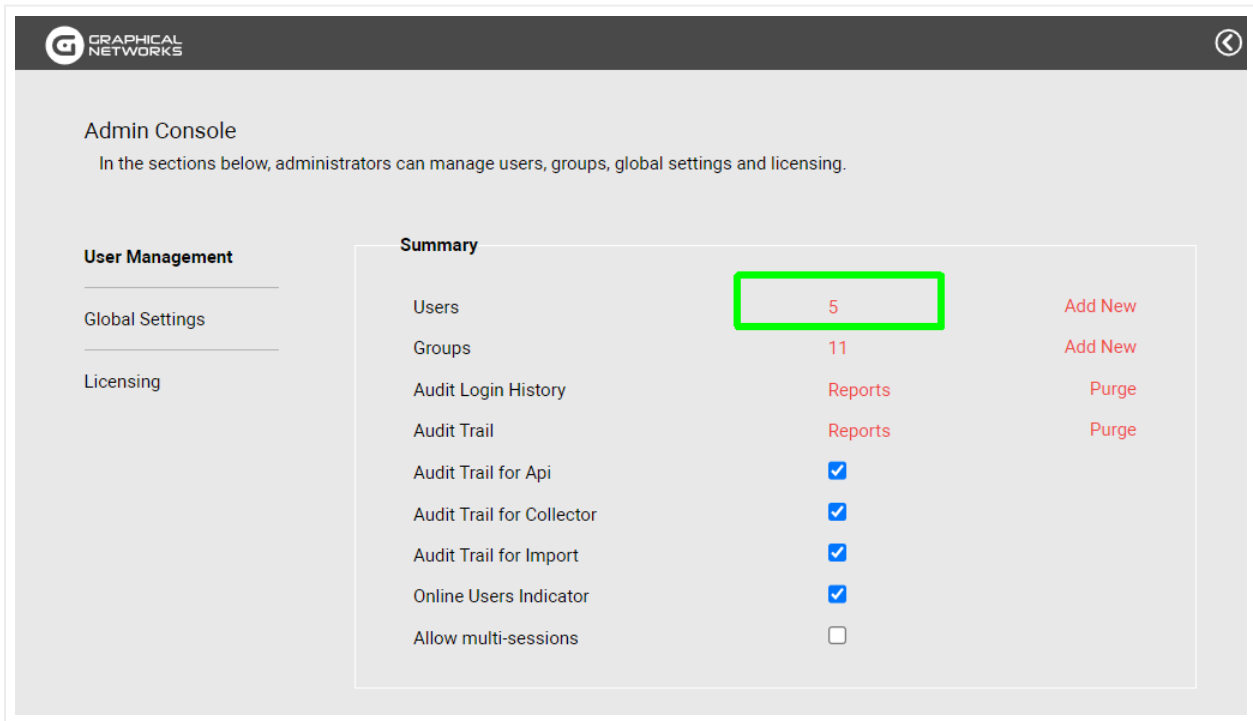 GRAPHICAL
NETWORKS
Admin Console
In the sections below, administrators can manage users, groups, global settings and licensing.
User Management
Global Settings
Licensing
Summary
Users 5 Add New
Groups 11 Add New
Audit Login History Reports Purge
Audit Trail Reports Purge
Audit Trail for Api
Audit Trail for Collector
Audit Trail for Import
Online Users Indicator
Allow multi-sessions